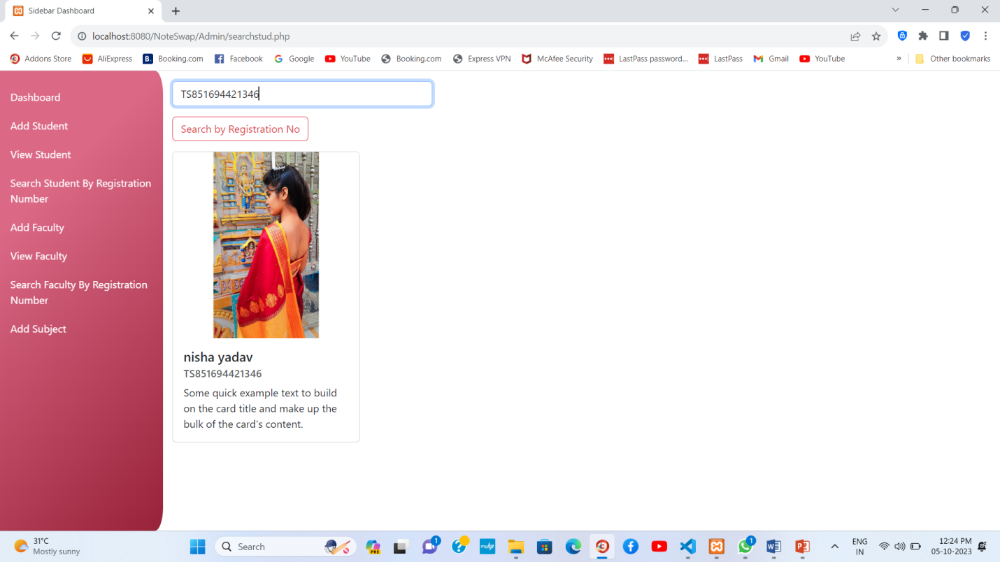 Sidebar Dashboard
localhost:8080/NoteSwap/Admin/searchstud.php
Addons Store
AliExpress
B.
Booking.com
Facebook
Google
YouTube
Booking.com
Express VPN
McAfee Security
LastPass password...
LastPass
Gmail
YouTube
»
Other bookmarks
Dashboard
Add Student
View Student
Search Student By Registration
Number
Add Faculty
View Faculty
Search Faculty By Registration
Number
Add Subject
TS851694421346
Search by Registration No
nisha yadav
TS851694421346
Some quick example text to build
on the card title and make up the
bulk of the card's content.
31°C
Mostly sunny
Search
PRE
1
myhp
1
ENG
IN
12:24 PM
05-10-2023